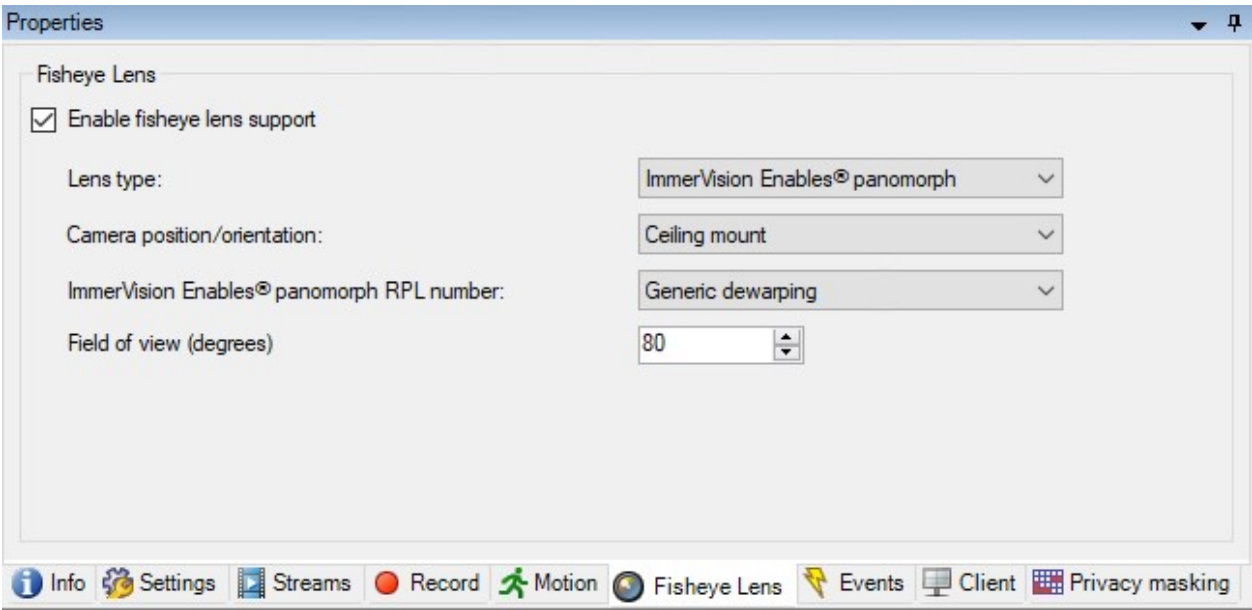 Properties
Fisheye Lens
Enable fisheye lens support
Lens type: ImmerVision Enables® panomorph
Camera position/orientation: Ceiling mount
ImmerVision Enables® panomorph RPL number: Generic dewarping
Field of view (degrees) 80
Info Settings Streams Record Motion Fisheye Lens Events Client Privacy masking